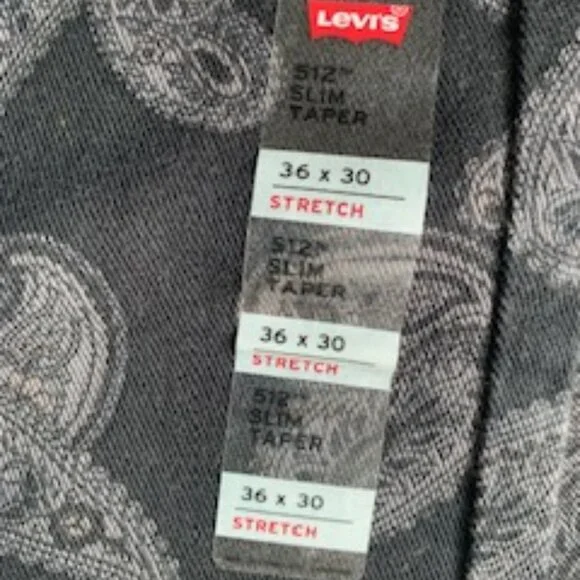 Levi's
512™
SLIM
TAPER
36 x 30
STRETCH
512™
SLIM
TAPER
36 x 30
STRETCH
512™
SLIM
TAPER
36 x 30
STRETCH